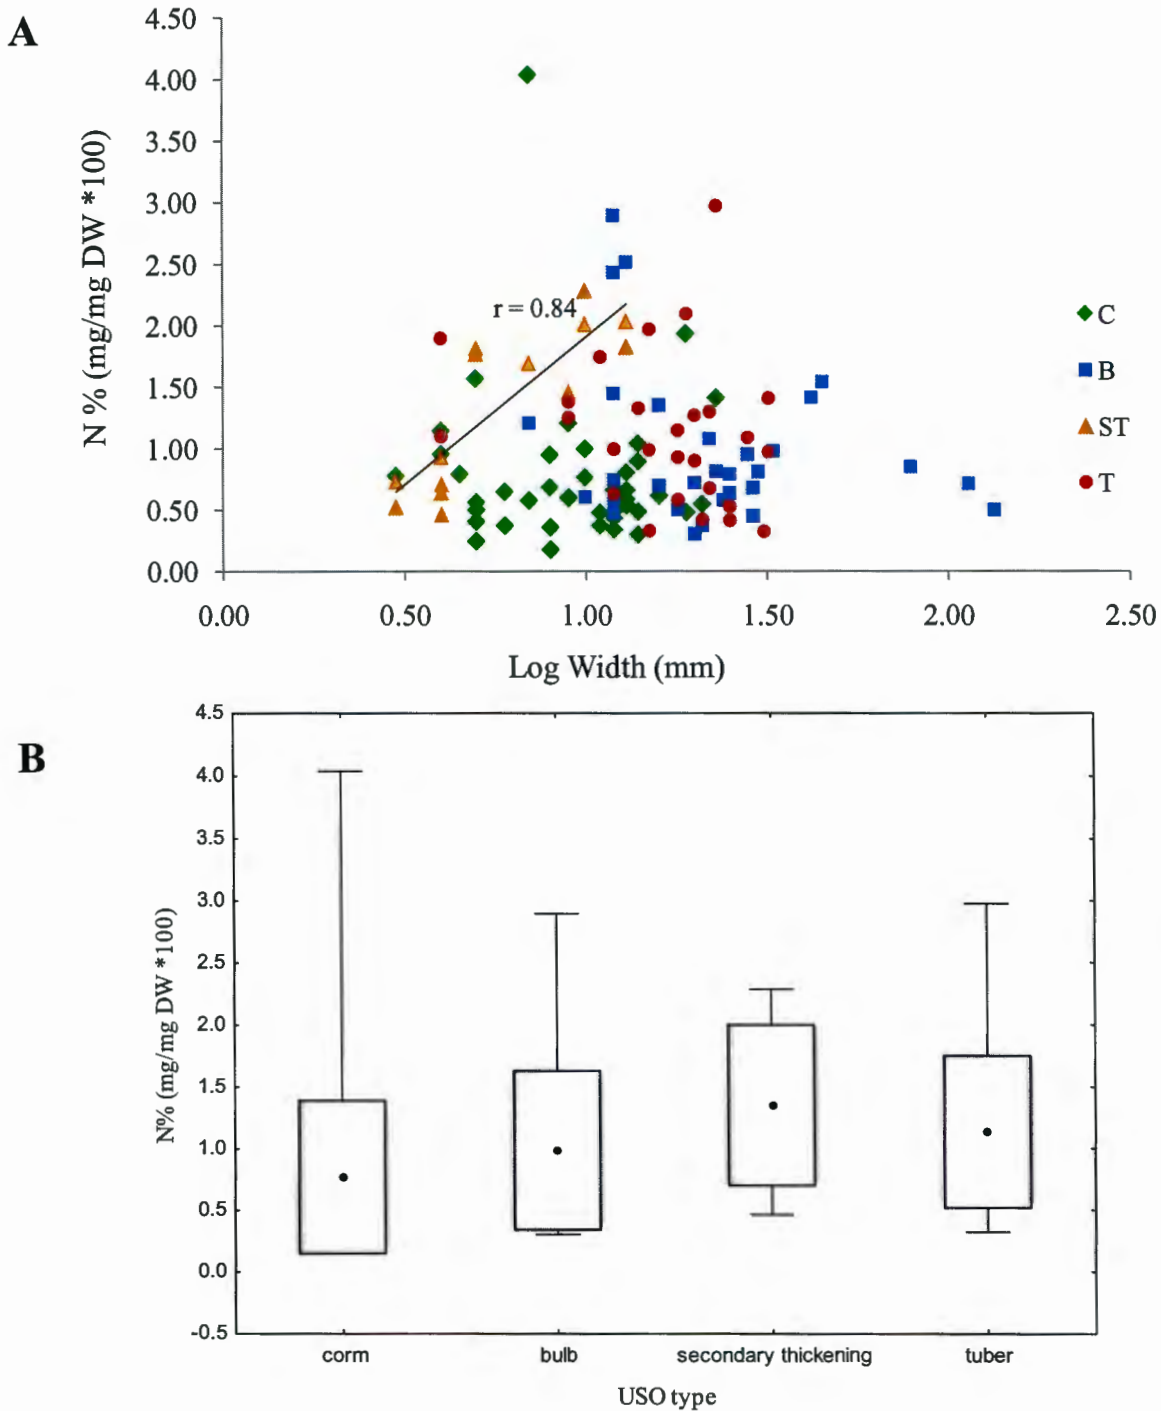 A
4.50
4.00
3.50
3.00
2.50
2.00
1.50
1.00
0.50
0.00
N % (mg/mg DW *100)
r = 0.84
C
B
ST
T
0.00 0.50 1.00 1.50 2.00 2.50
Log Width (mm)
B
4.5
4.0
3.5
3.0
2.5
2.0
1.5
1.0
0.5
0.0
-0.5
N% (mg/mg DW *100)
corm bulb secondary thickening tuber
USO type